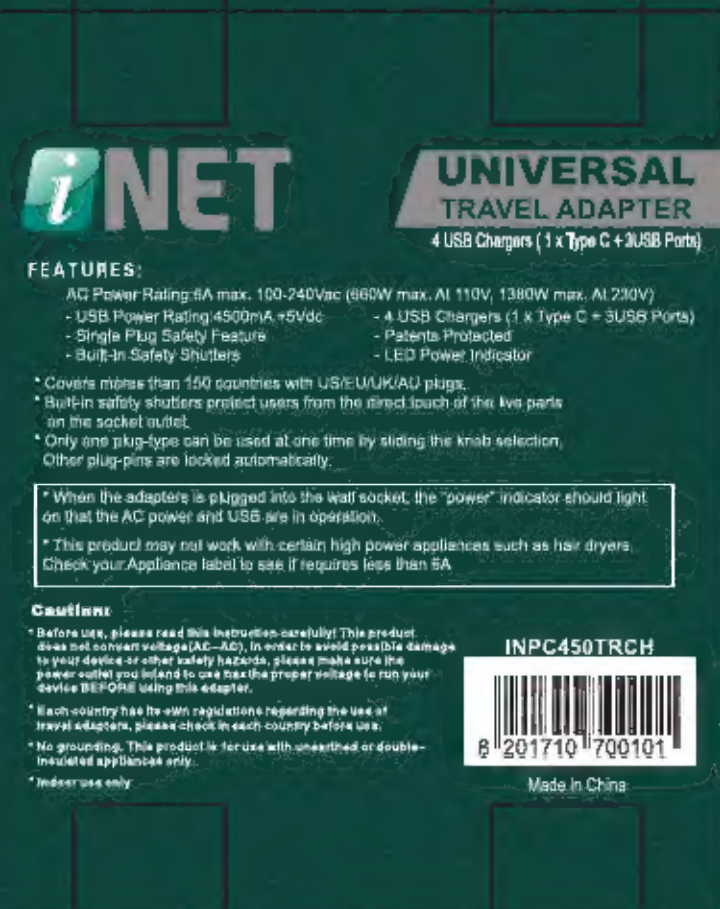 iNET
UNIVERSAL
TRAVEL ADAPTER
4 USB Chargers ( 1 x Type C + 3USB Ports)
FEATURES:
AC Power Rating:6A max. 100-240Vac (660W max. At 110V, 1380W max. At 230V)
- USB Power Rating:4500mA +5Vdc
- 4 USB Chargers (1 x Type C + 3USB Ports)
- Single Plug Safety Feature
- Patents Protected
- Built-In Safety Shutters
- LED Power Indicator
* Covers more than 150 countries with US/EU/UK/AU plugs.
* Built-in safety shutters protect users from the direct touch of the live parts
on the socket outlet.
* Only one plug-type can be used at one time by sliding the knob selection,
Other plug-pins are locked automatically.
* When the adapters is plugged into the wall socket, the "power" indicator should light
on that the AC power and USB are in operation.
* This product may not work with certain high power appliances such as hair dryers.
Check your Appliance label to see if requires less than 6A
Caution:
* Before use, please read this instruction carefully! This product
does not convert voltage(AC—AC), in order to avoid possible damage
to your device or other safety hazards, please make sure the
power outlet you intend to use has the proper voltage to run your
device BEFORE using this adapter.
* Each country has its own regulations regarding the use of
travel adapters, please check in each country before use.
* No grounding. This product is for use with unearthed or double-
insulated appliances only.
* Indoor use only
INPC450TRCH
8 201710 700101
Made In China